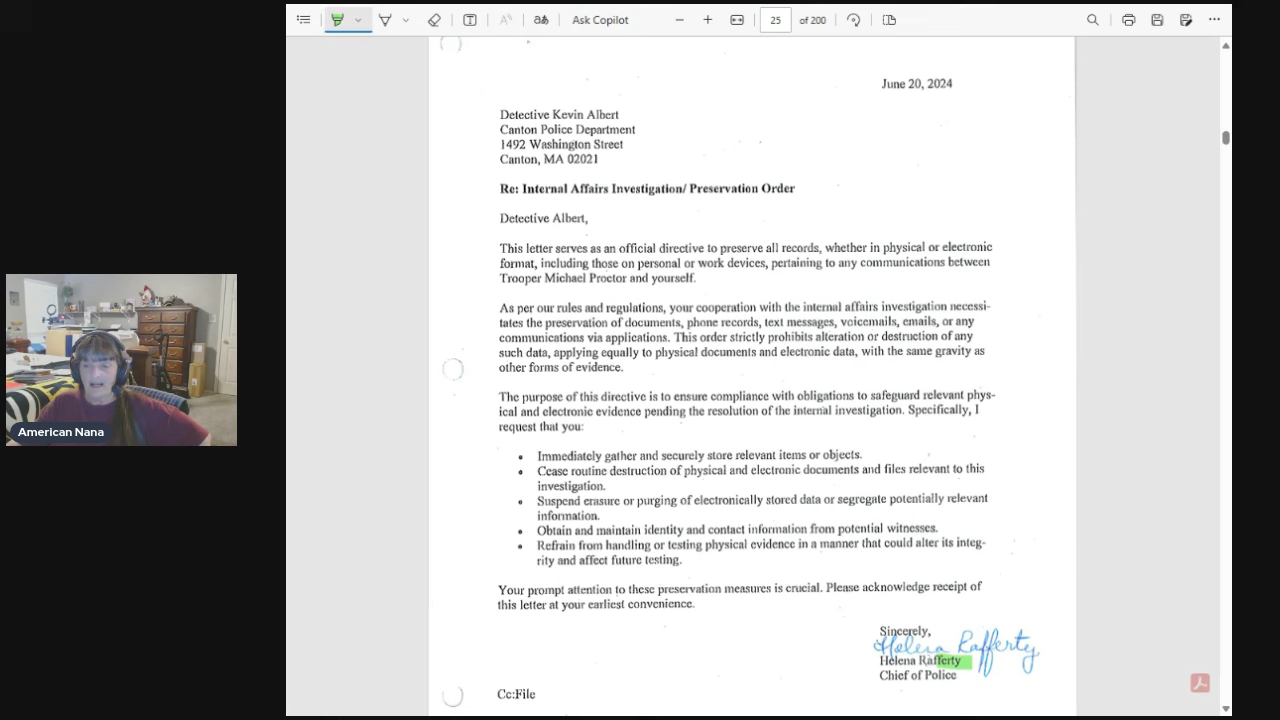 Ask Copilot
25
of 200
June 20, 2024
Detective Kevin Albert
Canton Police Department
1492 Washington Street
Canton, MA 02021
Re: Internal Affairs Investigation/ Preservation Order
Detective Albert,
This letter serves as an official directive to preserve all records, whether in physical or electronic
format, including those on personal or work devices, pertaining to any communications between
Trooper Michael Proctor and yourself.
As per our rules and regulations, your cooperation with the internal affairs investigation necessi-
tates the preservation of documents, phone records, text messages, voicemails, emails, or any
communications via applications. This order strictly prohibits alteration or destruction of any
such data, applying equally to physical documents and electronic data, with the same gravity as
other forms of evidence.
The purpose of this directive is to ensure compliance with obligations to safeguard relevant phys-
ical and electronic evidence pending the resolution of the internal investigation. Specifically, I
request that you:
• Immediately gather and securely store relevant items or objects.
• Cease routine destruction of physical and electronic documents and files relevant to this
investigation.
• Suspend erasure or purging of electronically stored data or segregate potentially relevant
information.
• Obtain and maintain identity and contact information from potential witnesses.
• Refrain from handling or testing physical evidence in a manner that could alter its integ-
rity and affect future testing.
Your prompt attention to these preservation measures is crucial. Please acknowledge receipt of
this letter at your earliest convenience.
Sincerely,
Helena Rafferty
Helena Rafferty
Chief of Police
Cc:File
American Nana